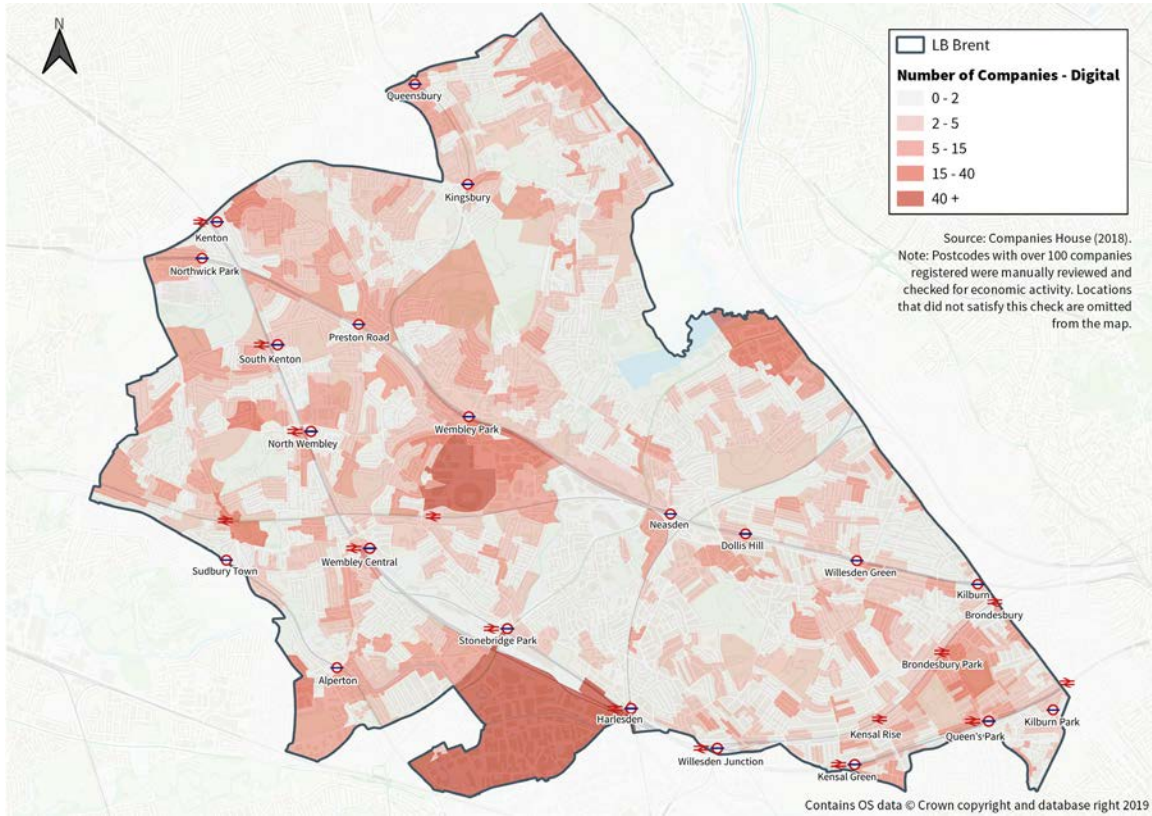 N
LB Brent
Number of Companies - Digital
0 - 2
2 - 5
5 - 15
15 - 40
40 +
Source: Companies House (2018).
Note: Postcodes with over 100 companies
registered were manually reviewed and
checked for economic activity. Locations
that did not satisfy this check are omitted
from the map.
Queensbury
Kingsbury
Kenton
Northwick Park
Preston Road
South Kenton
Wembley Park
North Wembley
Neasden
Dollis Hill
Sudbury Town
Wembley Central
Willesden Green
Kilburn
Brondesbury
Stonebridge Park
Brondesbury Park
Alperton
Harlesden
Kensal Rise
Queen's Park
Kilburn Park
Willesden Junction
Kensal Green
Contains OS data © Crown copyright and database right 2019